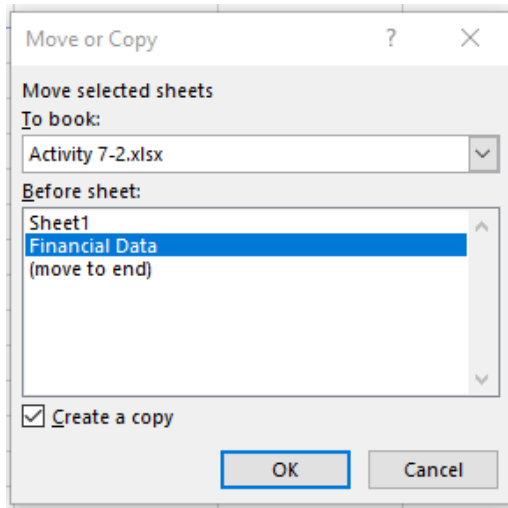 Move or Copy ?
Move selected sheets
To book:
Activity 7-2.xlsx
Before sheet:
Sheet1
Financial Data
(move to end)
Create a copy
OK Cancel